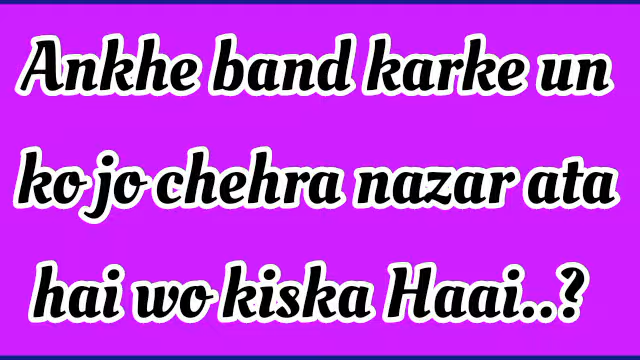 Ankhe band karke un
ko jo chehra nazar ata
hai wo kiska Haai..?